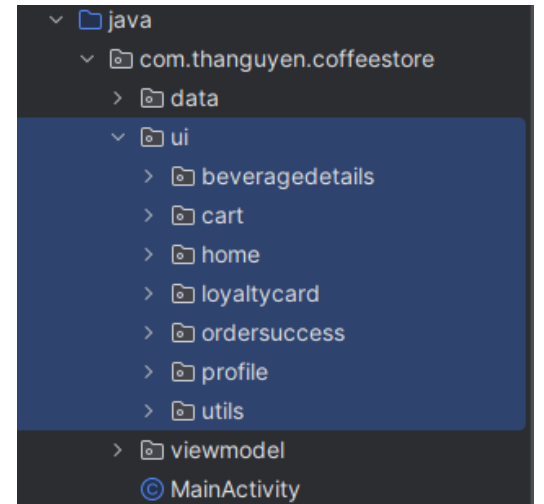 java
com.thanguyen.coffeestore
data
ui
beveragedetails
cart
home
loyaltycard
ordersuccess
profile
utils
viewmodel
MainActivity